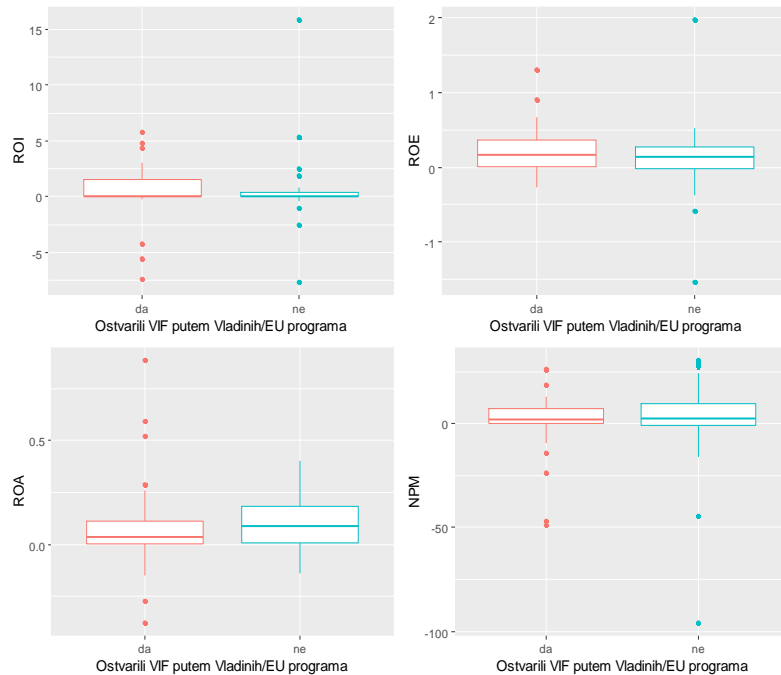 ROI
15
10
5
0
-5
da
ne
Ostvarili VIF putem Vladinih/EU programa
ROE
2
1
0
-1
da
ne
Ostvarili VIF putem Vladinih/EU programa
ROA
0.5
0.0
da
ne
Ostvarili VIF putem Vladinih/EU programa
NPM
0
-50
-100
da
ne
Ostvarili VIF putem Vladinih/EU programa